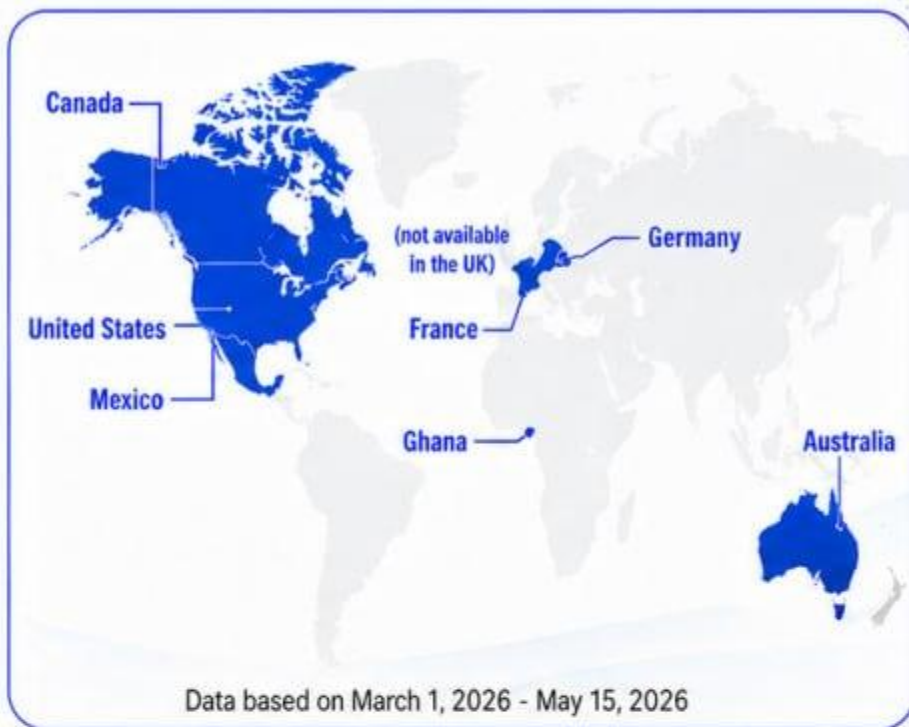 Canada
(not available
in the UK)
Germany
United States
France
Mexico
Ghana
Australia
Data based on March 1, 2026 - May 15, 2026